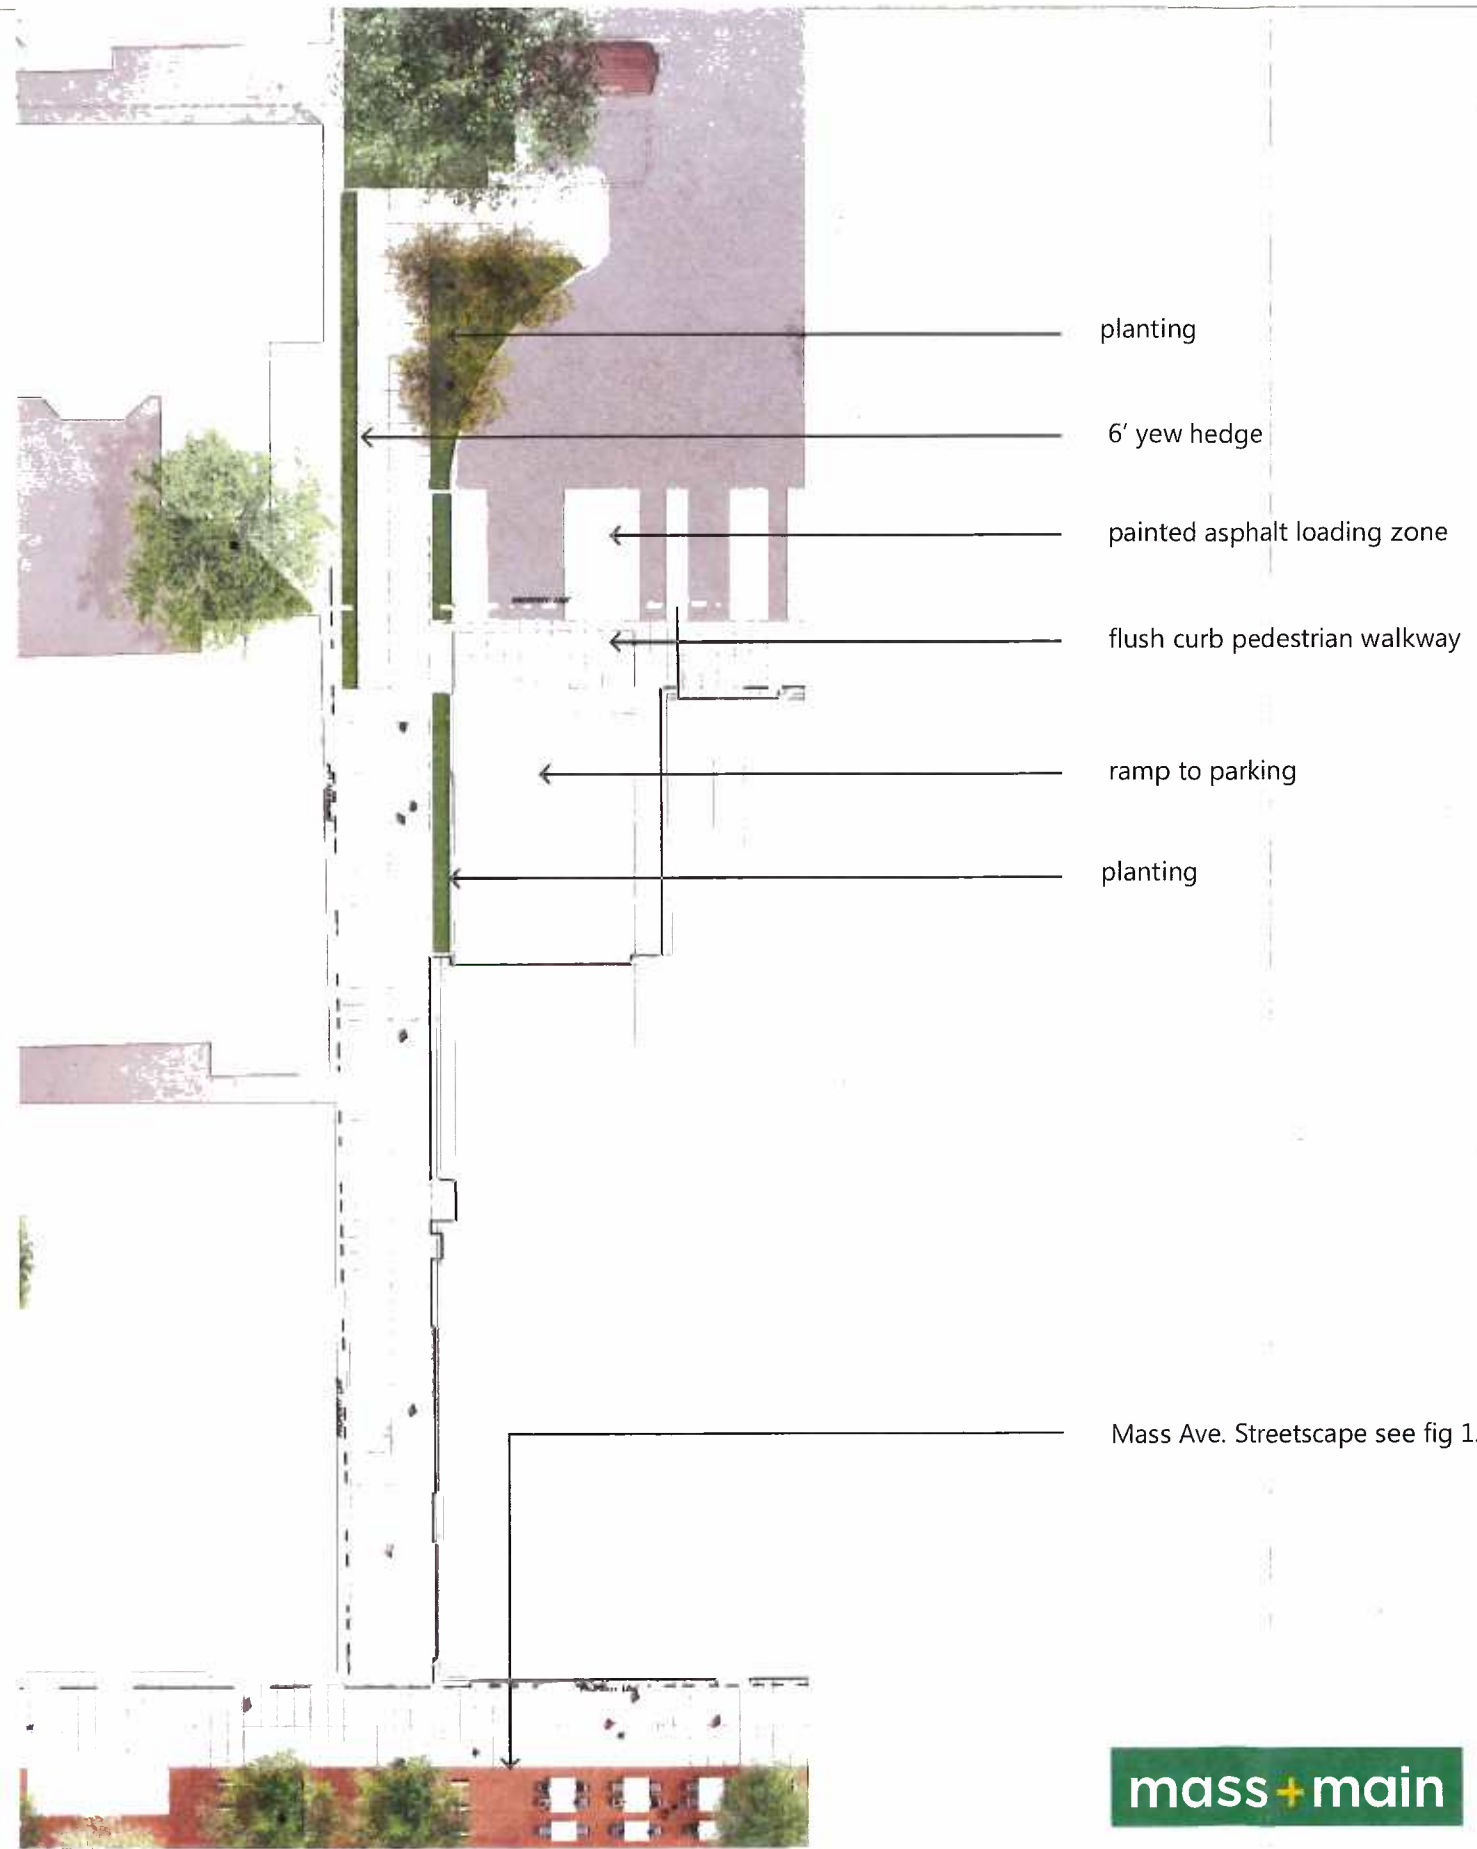 planting
6' yew hedge
painted asphalt loading zone
flush curb pedestrian walkway
ramp to parking
planting
Mass Ave. Streetscape see fig 1.
mass+main